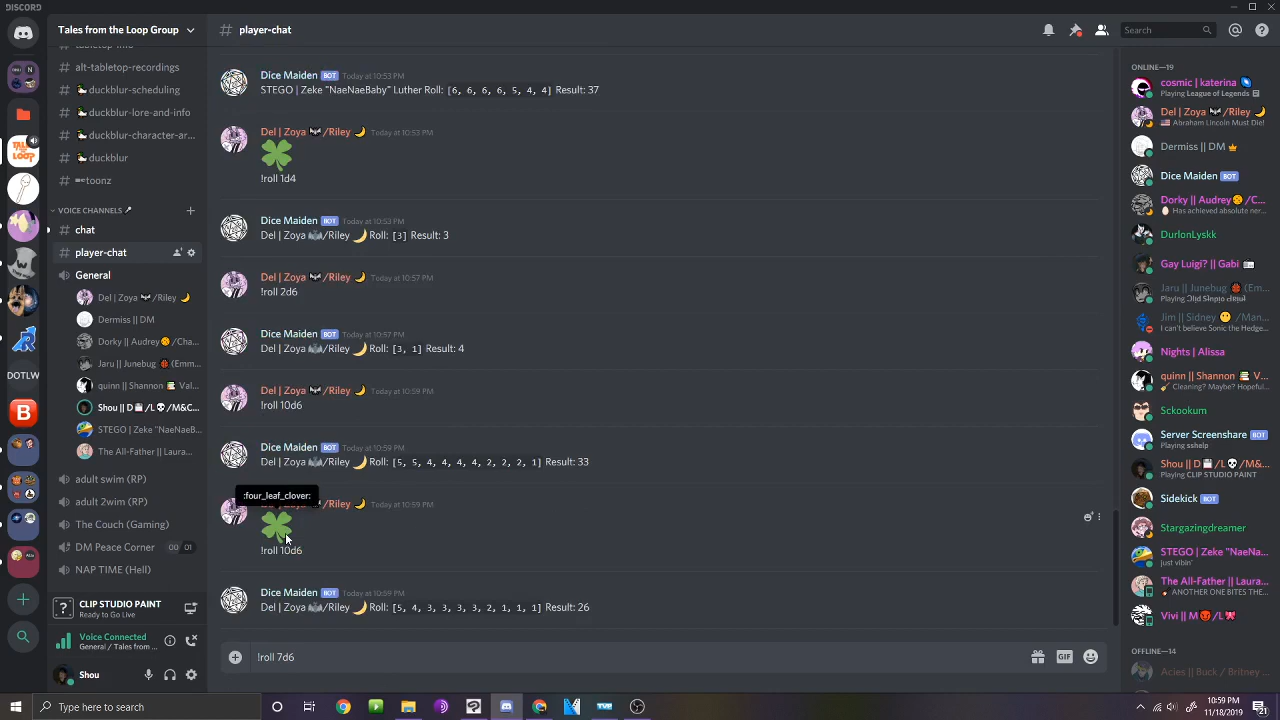 DISCORD
Tales from the Loop Group
# player-chat
Search
alt-tabletop-recordings
duckblur-scheduling
duckblur-lore-and-info
duckblur-character-ar...
duckblur
toonz
VOICE CHANNELS
chat
player-chat
General
Del | Zoya /Riley
Dermiss || DM
Dorky || Audrey /Cha...
Jaru || Junebug (Emm...
quinn || Shannon Val...
Shou || D /L /M&C...
STEGO || Zeke "NaeNaeB...
The All-Father || Laura...
adult swim (RP)
adult 2wim (RP)
The Couch (Gaming)
DM Peace Corner 00 01
NAP TIME (Hell)
CLIP STUDIO PAINT
Ready to Go Live
Voice Connected
General / Tales from ...
Shou
Dice Maiden BOT Today at 10:53 PM
STEGO | Zeke "NaeNaeBaby" Luther Roll: [6, 6, 6, 6, 5, 4, 4] Result: 37
Del | Zoya /Riley Today at 10:53 PM
!roll 1d4
Dice Maiden BOT Today at 10:53 PM
Del | Zoya /Riley Roll: [3] Result: 3
Del | Zoya /Riley Today at 10:57 PM
!roll 2d6
Dice Maiden BOT Today at 10:57 PM
Del | Zoya /Riley Roll: [3, 1] Result: 4
Del | Zoya /Riley Today at 10:59 PM
!roll 10d6
Dice Maiden BOT Today at 10:59 PM
Del | Zoya /Riley Roll: [5, 5, 4, 4, 4, 4, 2, 2, 2, 1] Result: 33
:four_leaf_clover:
/Riley Today at 10:59 PM
!roll 10d6
Dice Maiden BOT Today at 10:59 PM
Del | Zoya /Riley Roll: [5, 4, 3, 3, 3, 3, 2, 1, 1, 1] Result: 26
!roll 7d6
GIF
ONLINE—19
cosmic | katerina
Playing League of Legends
Del | Zoya /Riley
Abraham Lincoln Must Die!
Dermiss || DM
Dice Maiden BOT
Dorky || Audrey /C...
Has achieved absolute ner...
DurlonLyskk
Gay Luigi? || Gabi
Jaru || Junebug (Em...
Jim || Sidney /Man...
I can't believe Sonic the Hedge...
Nights | Alissa
quinn || Shannon V...
Cleaning? Maybe? Hopeful...
Sckookum
Server Screenshare BOT
Playing sshelp
Shou || D /L /M&...
Playing CLIP STUDIO PAINT
Sidekick BOT
Stargazingdreamer
STEGO || Zeke "NaeNa...
just vibin'
The All-Father || Laura...
ANOTHER ONE BITES THE...
Vivi || M /L
OFFLINE—14
Acies || Buck / Britney
DOTLW
B
Type here to search
TVP
10:59 PM
11/18/2019